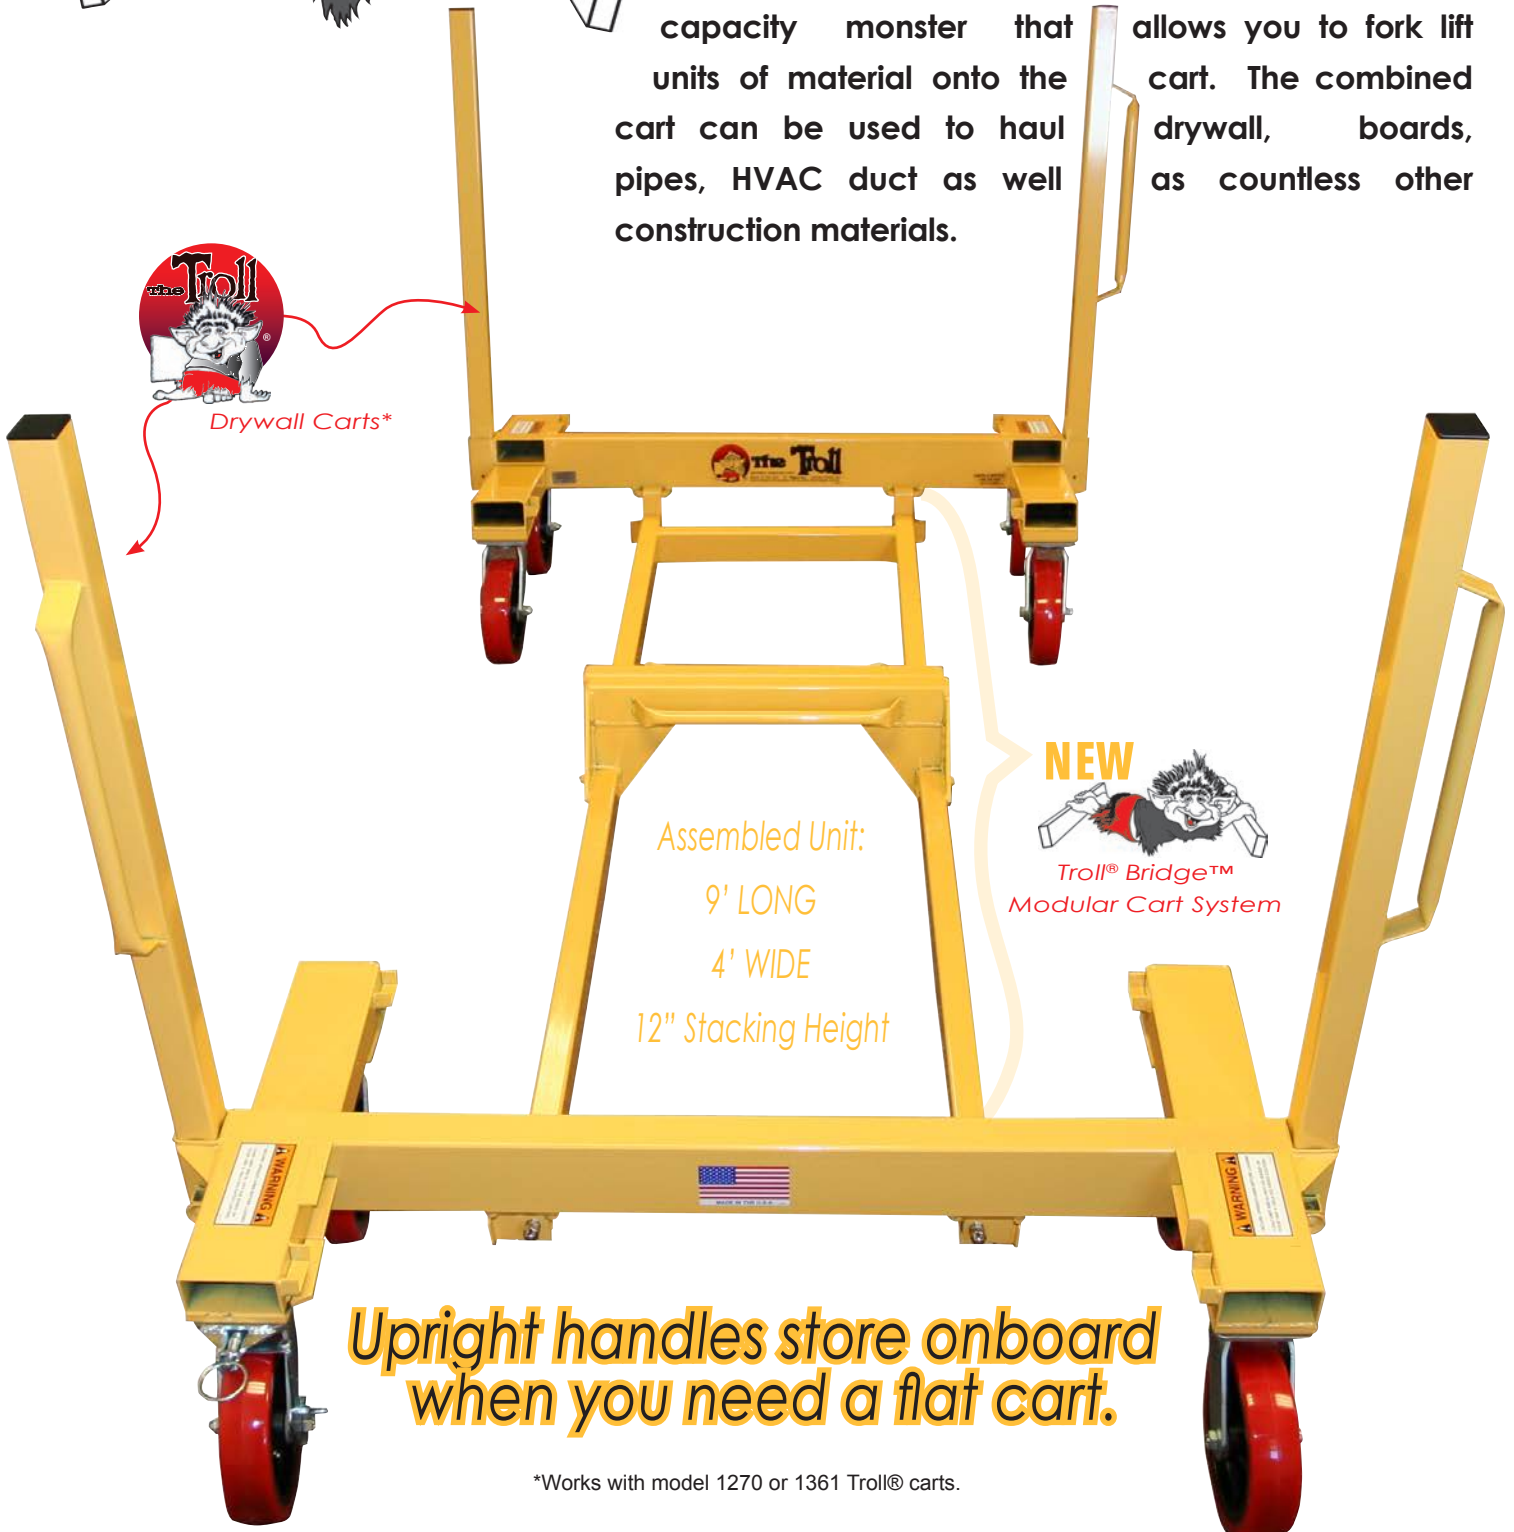 capacity monster that allows you to fork lift
units of material onto the cart. The combined
cart can be used to haul drywall, boards,
pipes, HVAC duct as well as countless other
construction materials.
The Troll
®
Drywall Carts*
The Troll
NEW
Troll® Bridge™
Modular Cart System
Assembled Unit:
9’ LONG
4’ WIDE
12” Stacking Height
WARNING
WARNING
MADE IN THE U.S.A.
Upright handles store onboard
when you need a flat cart.
*Works with model 1270 or 1361 Troll® carts.